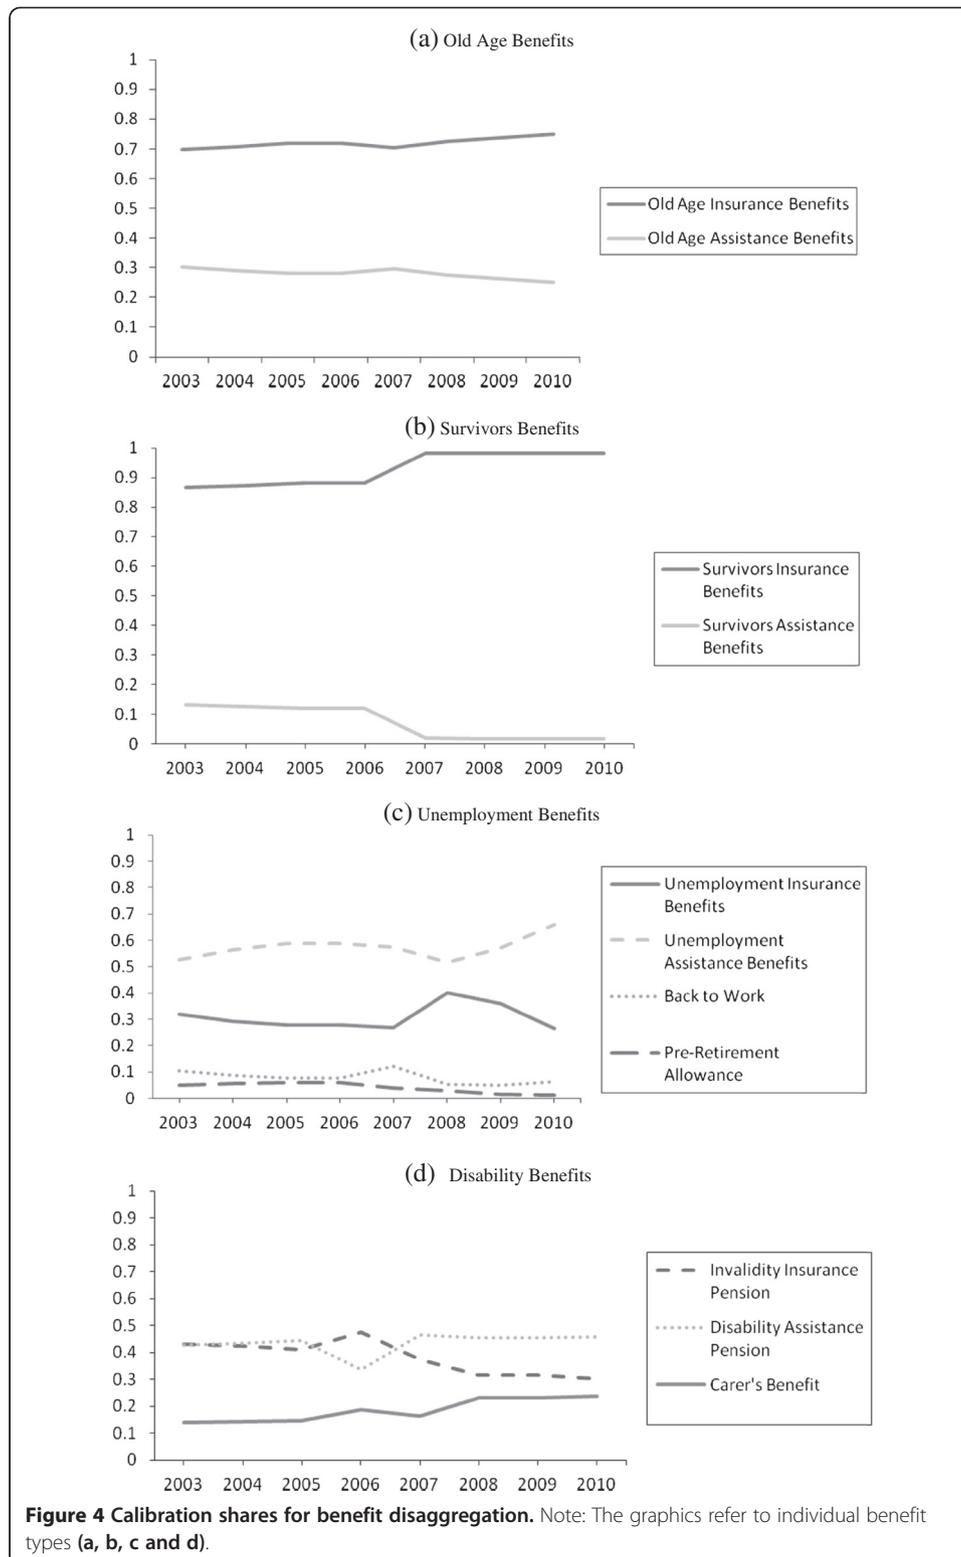 (a) Old Age Benefits
1
0.9
0.8
0.7
0.6
0.5
0.4
0.3
0.2
0.1
0
2003 2004 2005 2006 2007 2008 2009 2010
Old Age Insurance Benefits
Old Age Assistance Benefits
(b) Survivors Benefits
1
0.9
0.8
0.7
0.6
0.5
0.4
0.3
0.2
0.1
0
2003 2004 2005 2006 2007 2008 2009 2010
Survivors Insurance
Benefits
Survivors Assistance
Benefits
(c) Unemployment Benefits
1
0.9
0.8
0.7
0.6
0.5
0.4
0.3
0.2
0.1
0
2003 2004 2005 2006 2007 2008 2009 2010
Unemployment Insurance
Benefits
Unemployment
Assistance Benefits
Back to Work
Pre-Retirement
Allowance
(d) Disability Benefits
1
0.9
0.8
0.7
0.6
0.5
0.4
0.3
0.2
0.1
0
2003 2004 2005 2006 2007 2008 2009 2010
Invalidity Insurance
Pension
Disability Assistance
Pension
Carer's Benefit
Figure 4 Calibration shares for benefit disaggregation. Note: The graphics refer to individual benefit
types (a, b, c and d).